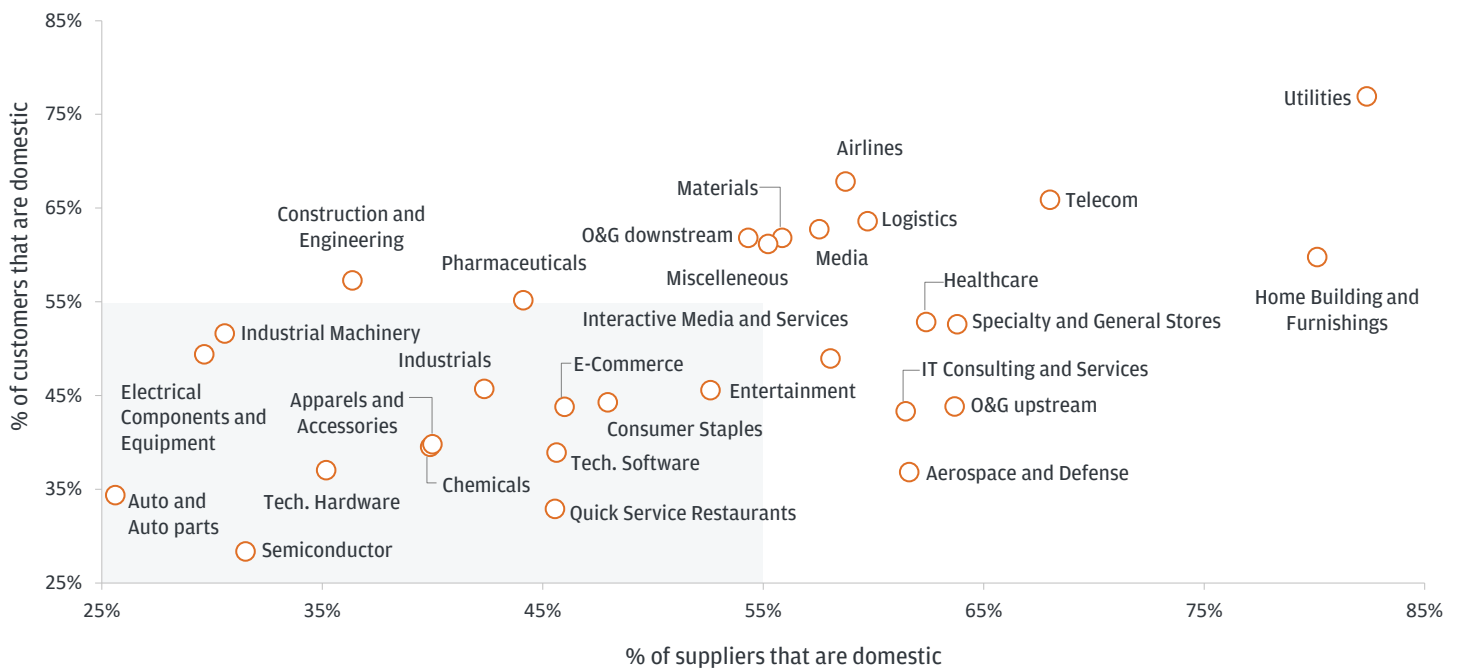 85%
Utilities
75%
Airlines
Materials
65%
Telecom
Construction and
Engineering
Logistics
O&G downstream
Pharmaceuticals
Media
Miscelleneous
Healthcare
Home Building and
Furnishings
55%
Interactive Media and Services
Specialty and General Stores
Industrial Machinery
Industrials
E-Commerce
IT Consulting and Services
Electrical
Components and
Equipment
Apparels and
Accessories
Entertainment
45%
O&G upstream
Consumer Staples
Tech. Software
Aerospace and Defense
Chemicals
35%
Auto and
Auto parts
Tech. Hardware
Quick Service Restaurants
Semiconductor
25%
% of customers that are domestic
25%
35%
45%
55%
65%
75%
85%
% of suppliers that are domestic